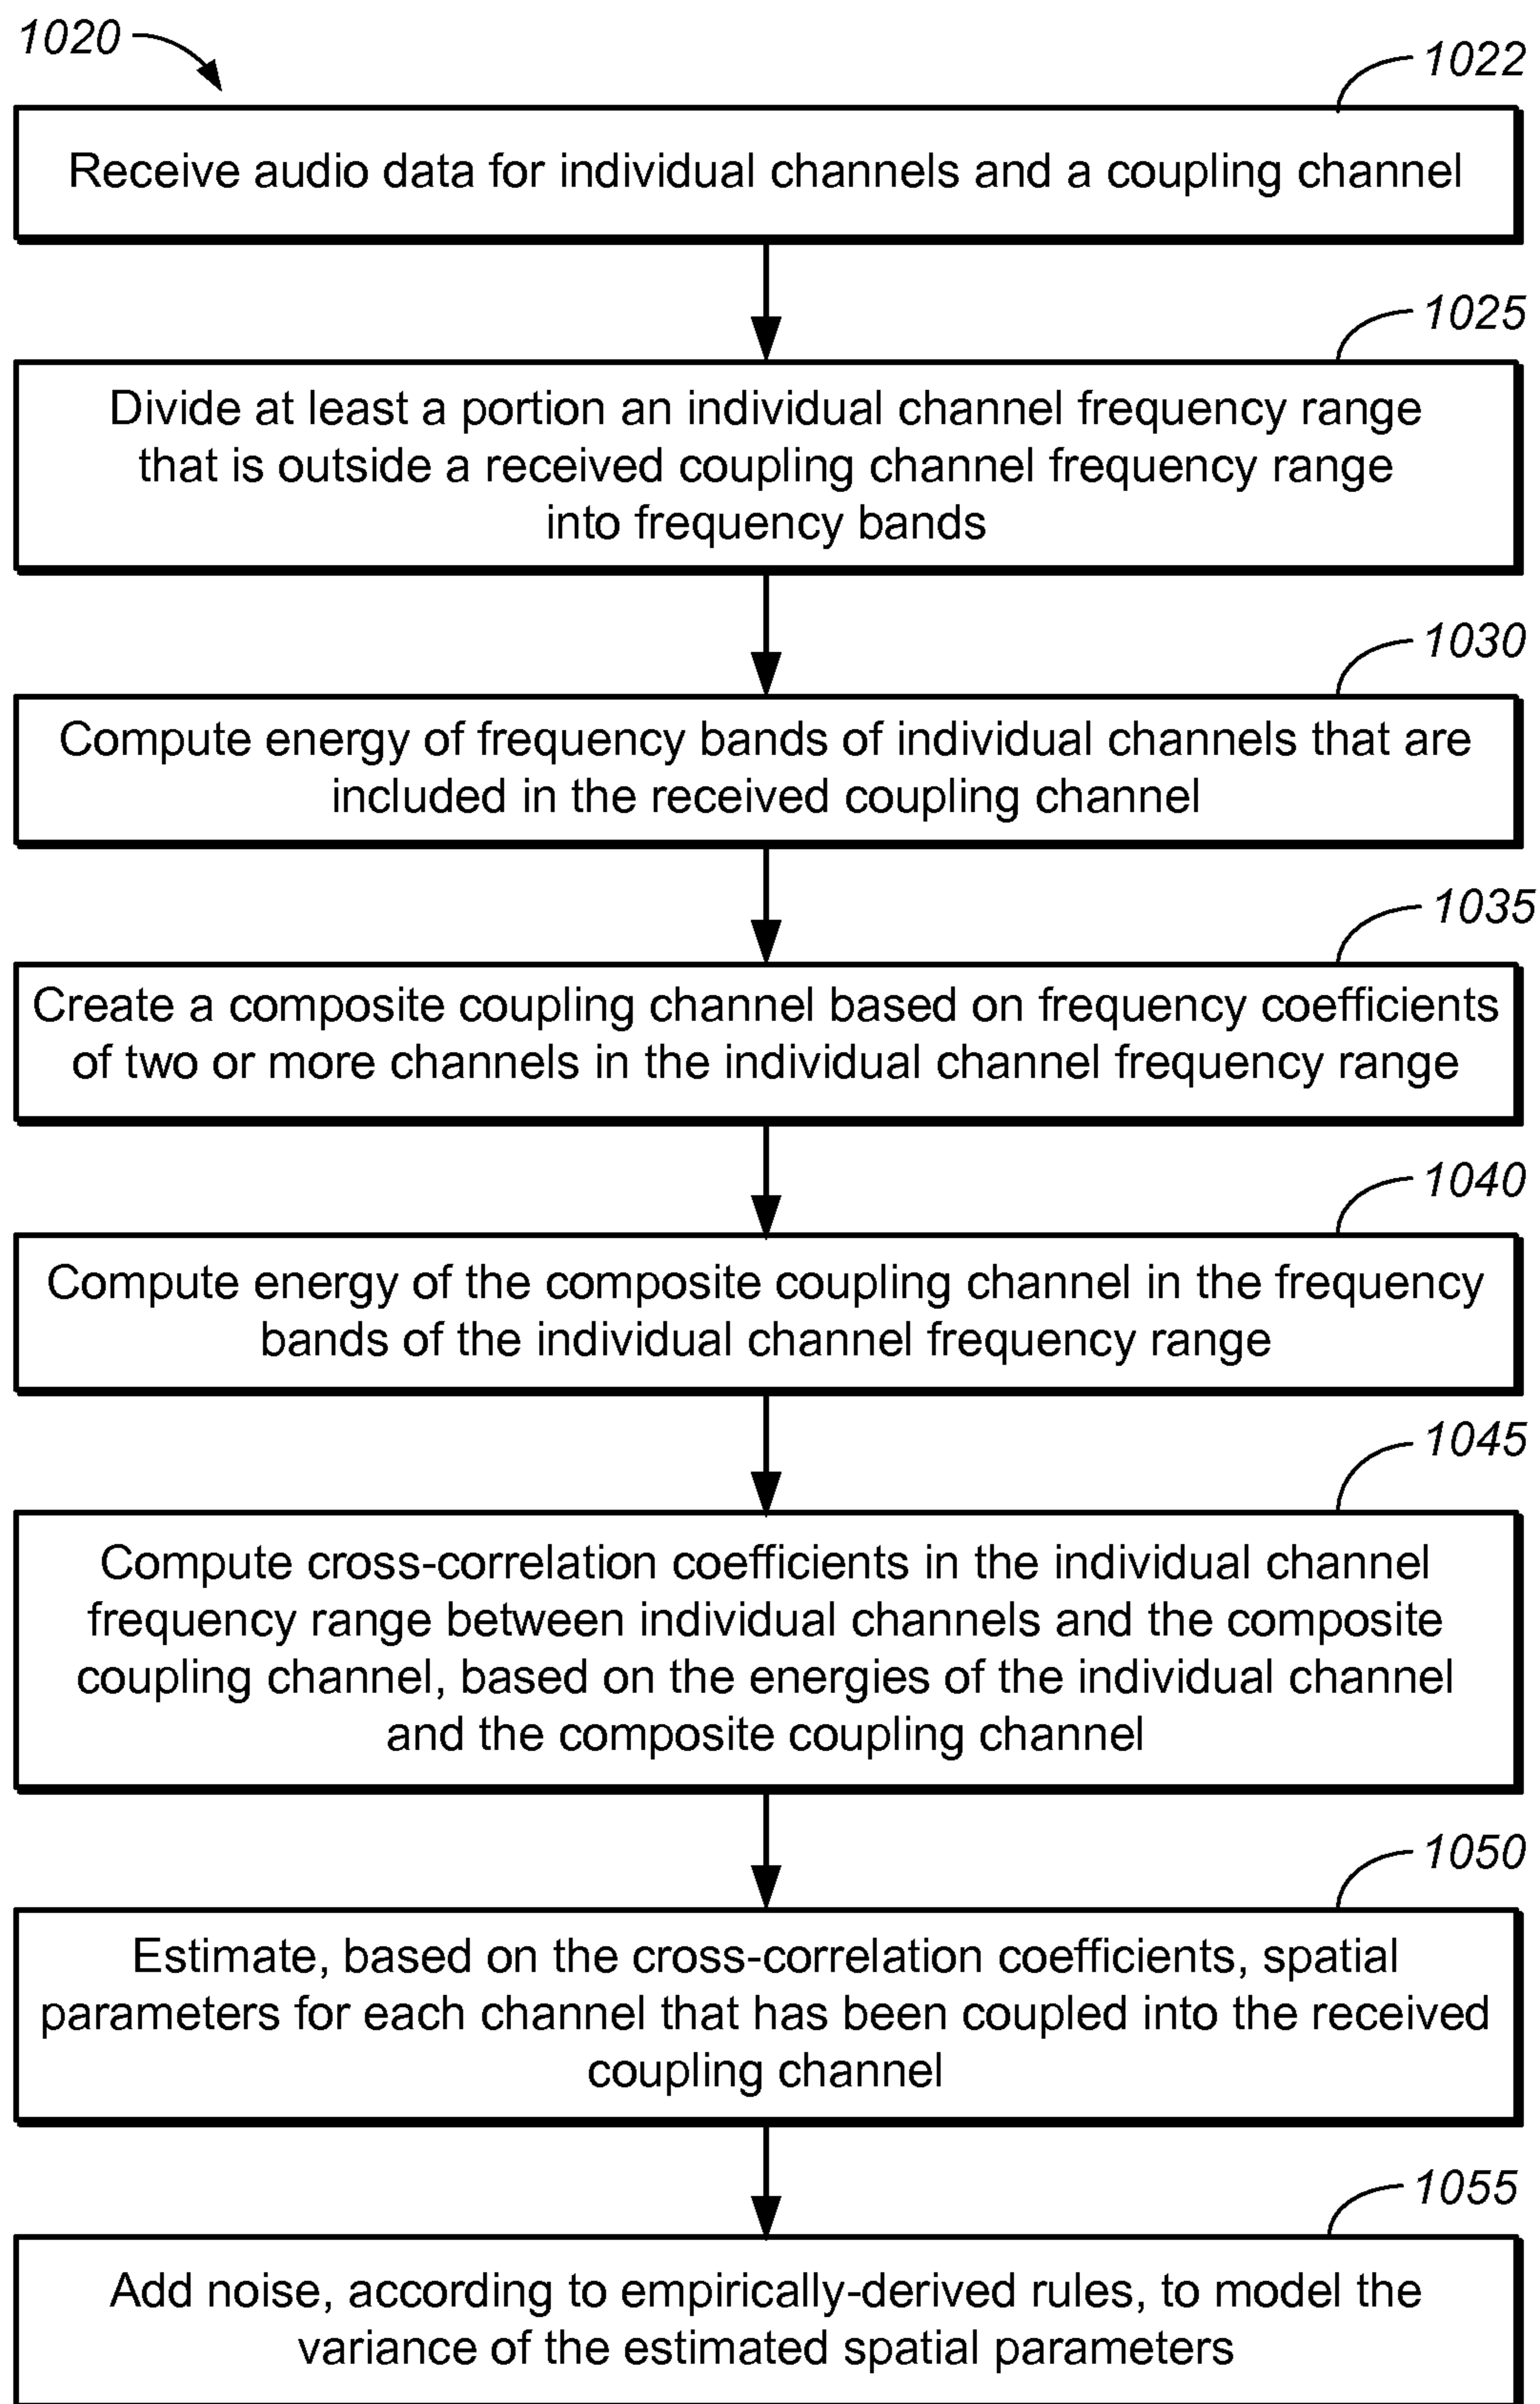 1020
1022
Receive audio data for individual channels and a coupling channel
1025
Divide at least a portion an individual channel frequency range
that is outside a received coupling channel frequency range
into frequency bands
1030
Compute energy of frequency bands of individual channels that are
included in the received coupling channel
1035
Create a composite coupling channel based on frequency coefficients
of two or more channels in the individual channel frequency range
1040
Compute energy of the composite coupling channel in the frequency
bands of the individual channel frequency range
1045
Compute cross-correlation coefficients in the individual channel
frequency range between individual channels and the composite
coupling channel, based on the energies of the individual channel
and the composite coupling channel
1050
Estimate, based on the cross-correlation coefficients, spatial
parameters for each channel that has been coupled into the received
coupling channel
1055
Add noise, according to empirically-derived rules, to model the
variance of the estimated spatial parameters